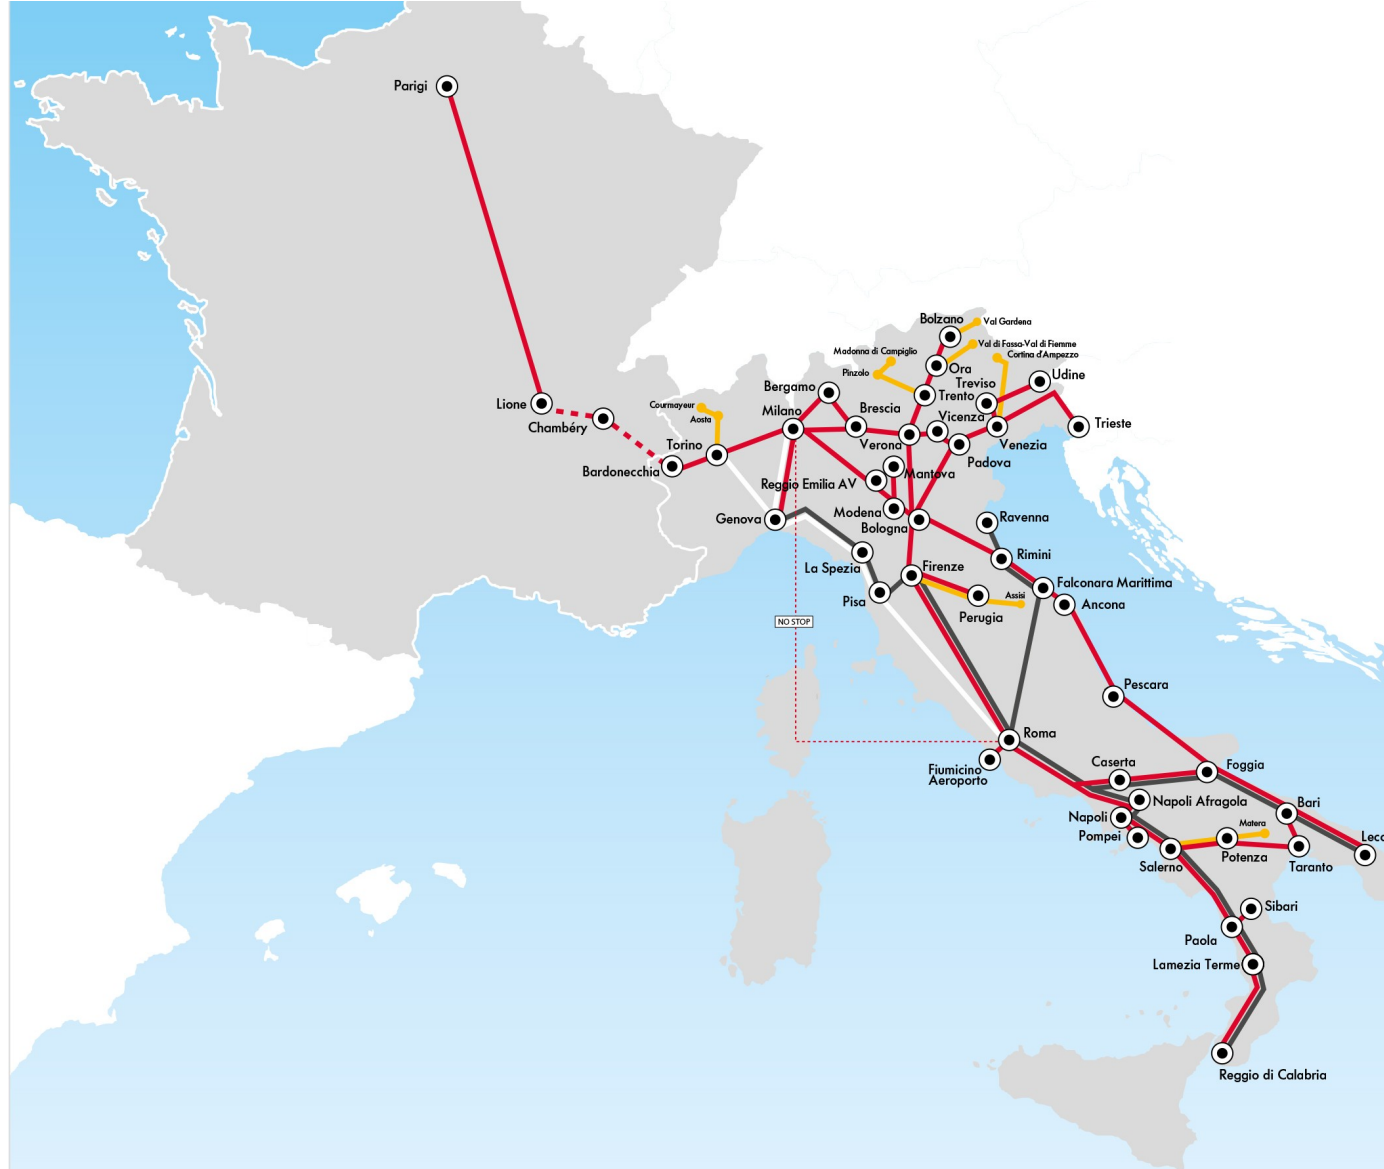 Parigi
Lione
Chambéry
Bardonecchia
Torino
Courmayeur
Aosta
Milano
Bergamo
Brescia
Verona
Vicenza
Padova
Venezia
Treviso
Udine
Trieste
Bolzano
Val Gardena
Val di Fassa-Val di Fiemme
Cortina d'Ampezzo
Ora
Trento
Madonna di Campiglio
Pinzolo
Mantova
Reggio Emilia AV
Modena
Bologna
Genova
La Spezia
Pisa
Firenze
Perugia
Assisi
Ravenna
Rimini
Falconara Marittima
Ancona
Pescara
NO STOP
Roma
Fiumicino
Aeroporto
Caserta
Foggia
Napoli Afragola
Napoli
Pompei
Salerno
Potenza
Matera
Bari
Taranto
Lecc
Sibari
Paola
Lamezia Terme
Reggio di Calabria